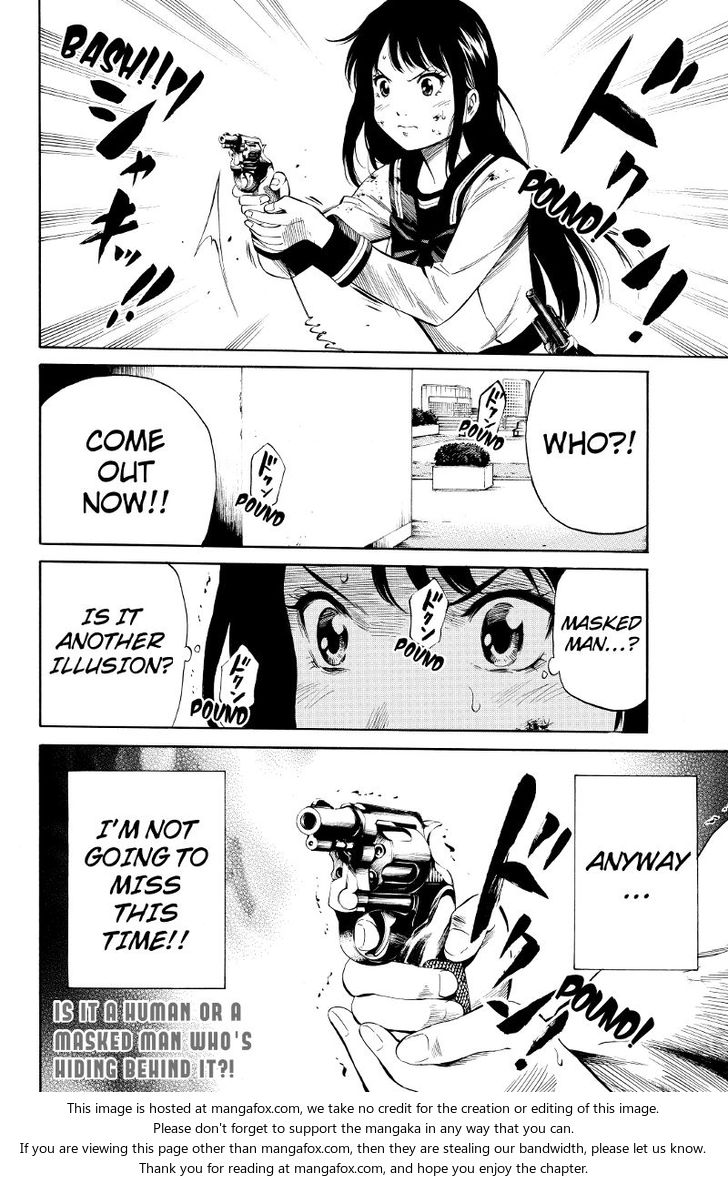 ドクン!!
POUND!
BASH!!!
ジャキッ!!
WHO?!
ドクン
POUND
ドクン
POUND
COME
OUT
NOW!!
MASKED
MAN...?
ドクン
POUND
ドクン
POUND
IS IT
ANOTHER
ILLUSION?
ANYWAY
...
ドクン!
POUND!
I'M NOT
GOING TO
MISS
THIS
TIME!!
IS IT A HUMAN OR A
MASKED MAN WHO'S
HIDING BEHIND IT?!
This image is hosted at mangafox.com, we take no credit for the creation or editing of this image.
Please don't forget to support the mangaka in any way that you can.
If you are viewing this page other than mangafox.com, then they are stealing our bandwidth, please let us know.
Thank you for reading at mangafox.com, and hope you enjoy the chapter.